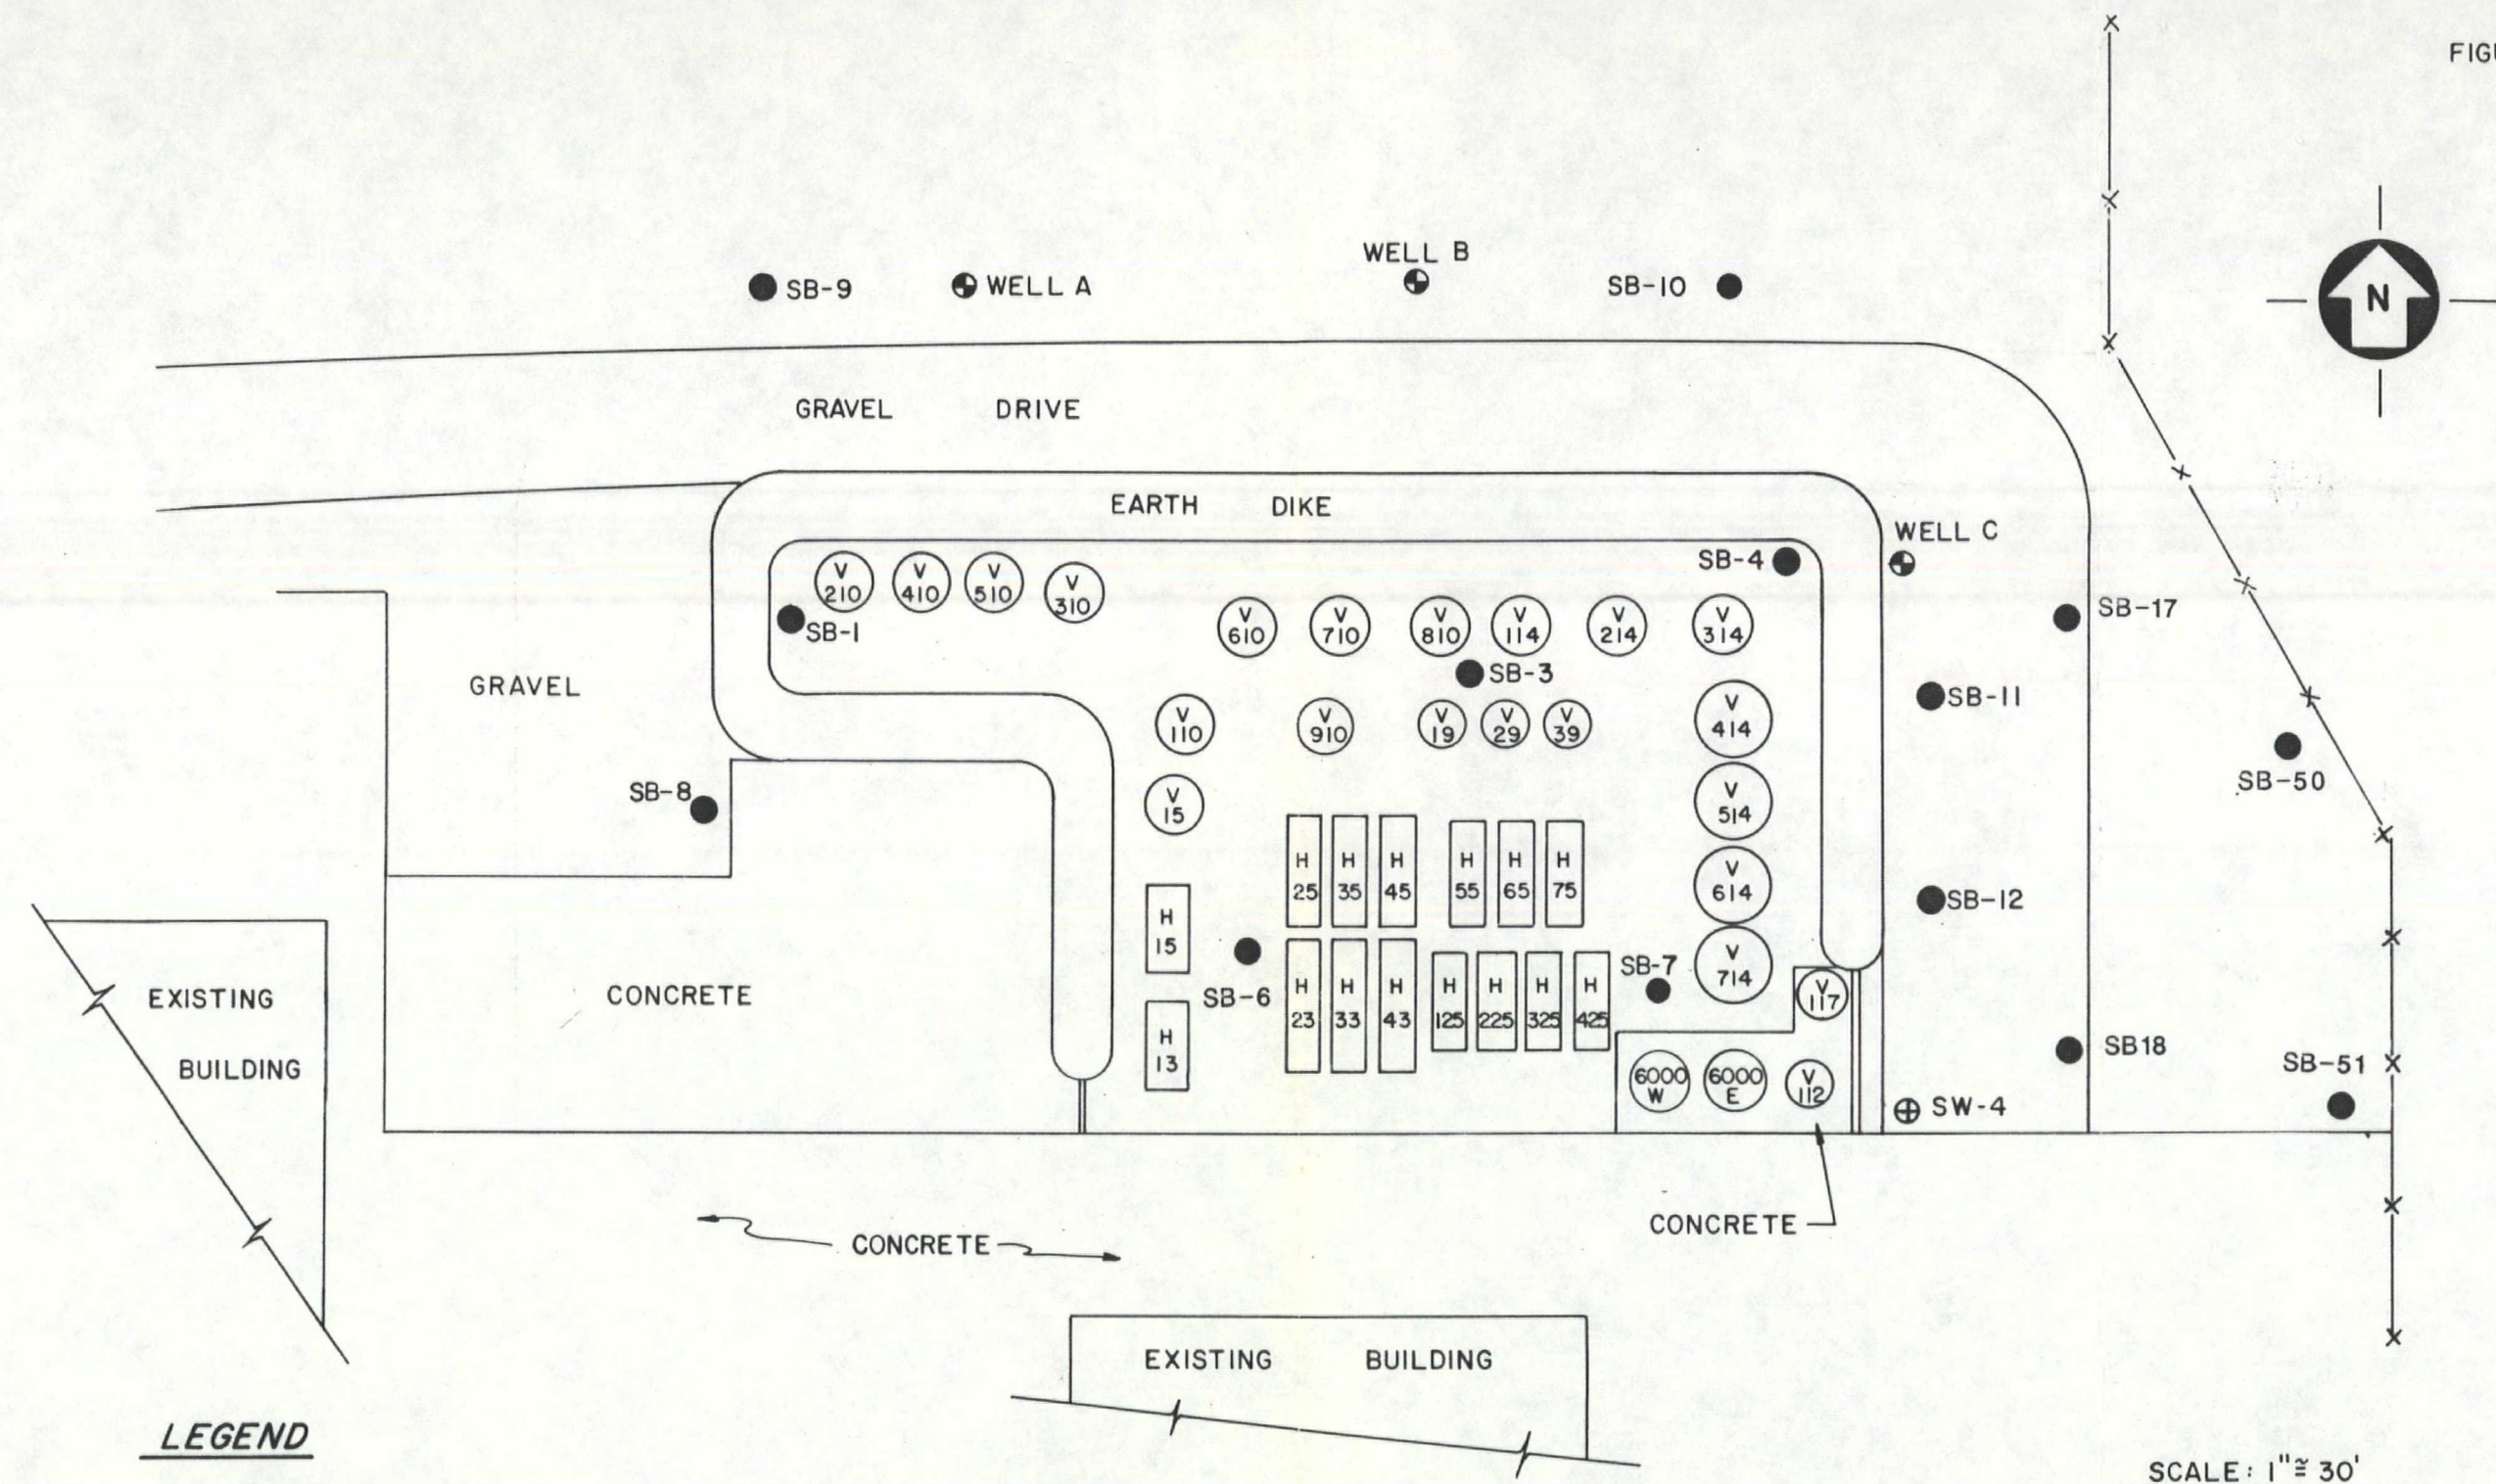 FIGU
WELL B
SB-9
WELL A
SB-10
N
GRAVEL DRIVE
EARTH DIKE
WELL C
SB-4
V
210
V
410
V
510
V
310
SB-1
V
610
V
710
V
810
V
114
V
214
V
314
SB-17
SB-3
GRAVEL
SB-11
V
110
V
910
V
19
V
29
V
39
V
414
SB-50
SB-8
V
15
V
514
H
25
H
35
H
45
H
55
H
65
H
75
V
614
SB-12
H
15
SB-6
EXISTING
BUILDING
CONCRETE
H
23
H
33
H
43
H
125
H
225
H
325
H
425
SB-7
V
714
V
117
H
13
6000
W
6000
E
V
112
SB18
SB-51
SW-4
CONCRETE
CONCRETE
EXISTING BUILDING
LEGEND
SCALE: 1"≅ 30'